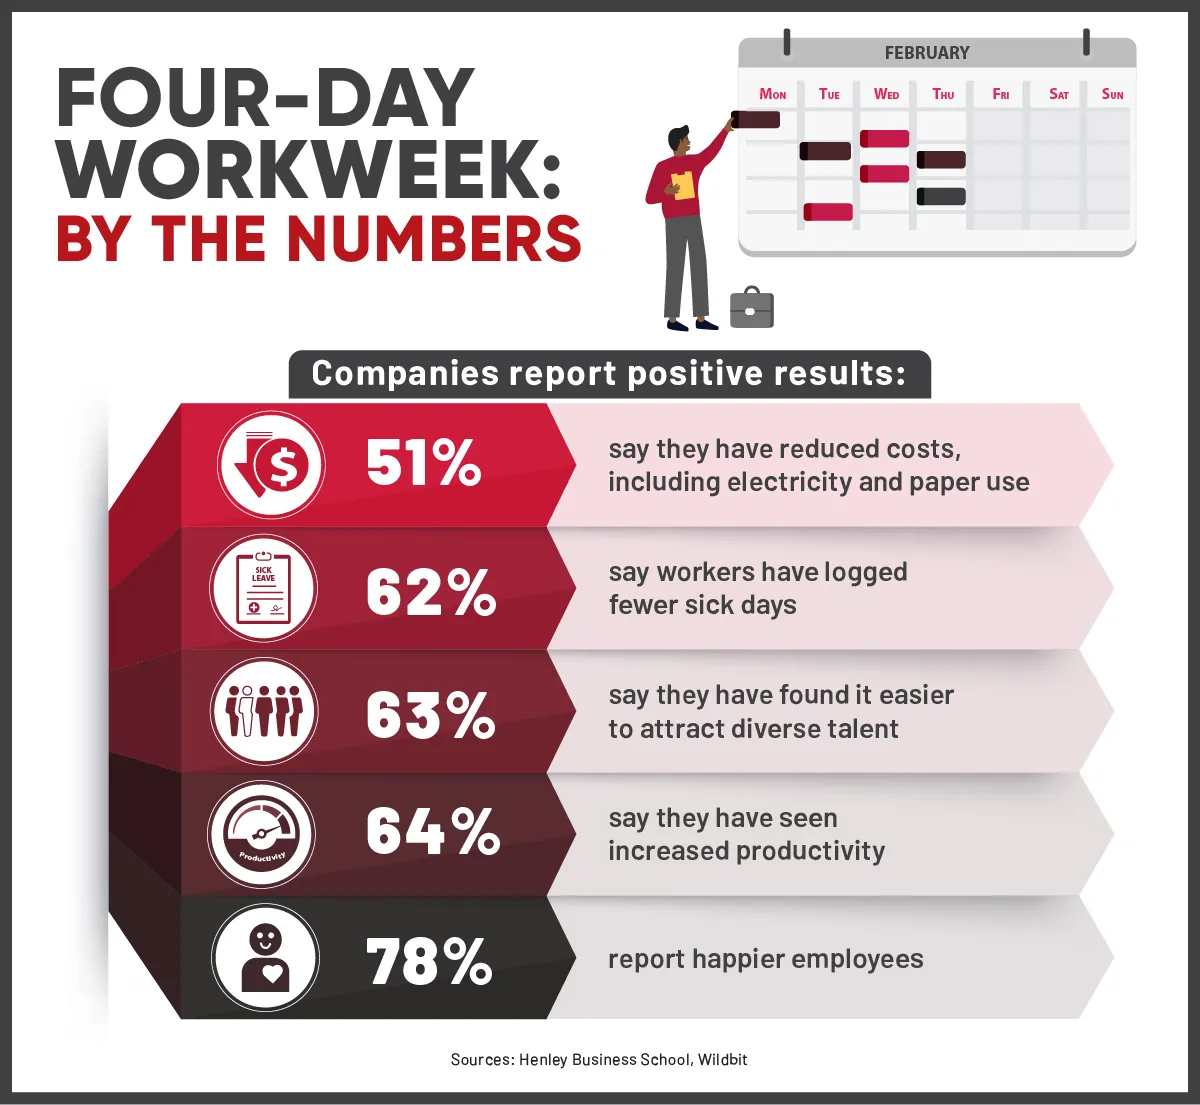 FOUR-DAY
WORKWEEK:
BY THE NUMBERS
FEBRUARY
MON TUE WED THU FRI SAT SUN
Companies report positive results:
51%
say they have reduced costs,
including electricity and paper use
SICK
LEAVE
62%
say workers have logged
fewer sick days
63%
say they have found it easier
to attract diverse talent
Productivity
64%
say they have seen
increased productivity
78%
report happier employees
Sources: Henley Business School, Wildbit